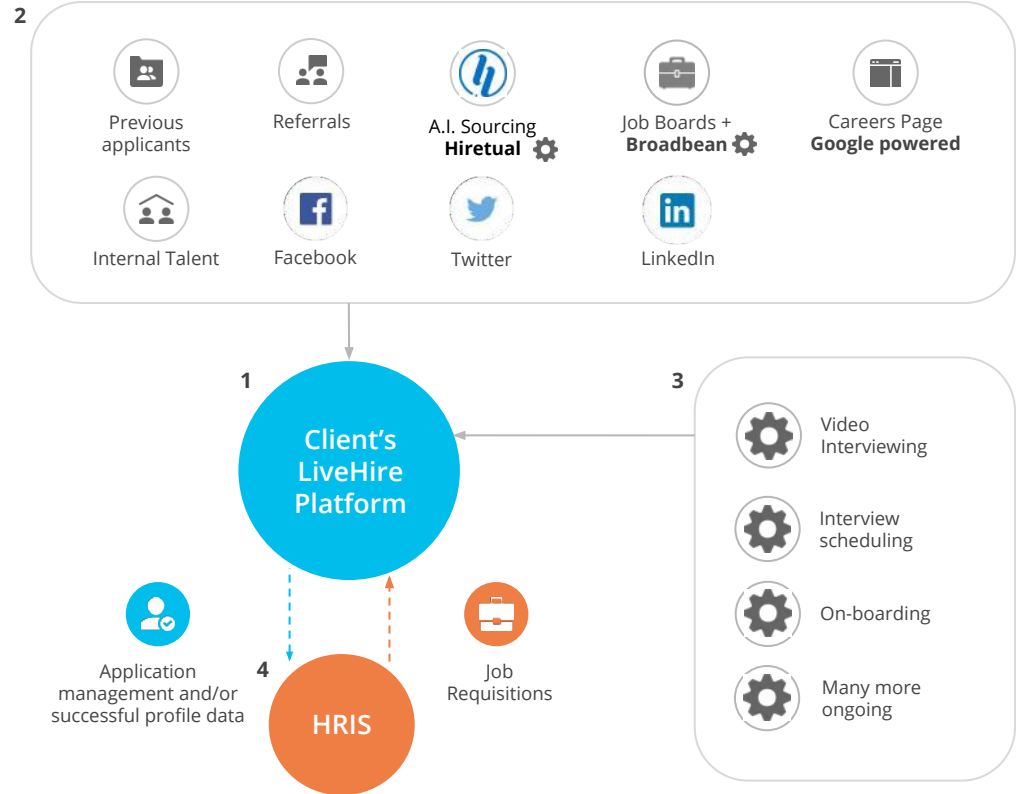 2
Previous
applicants
Referrals
A.I. Sourcing
Hiretual
Job Boards +
Broadbean
Careers Page
Google powered
Internal Talent
Facebook
Twitter
in
LinkedIn
1
Client’s
LiveHire
Platform
3
Video
Interviewing
Interview
scheduling
On-boarding
Many more
ongoing
Application
management and/or
successful profile data
4
HRIS
Job
Requisitions